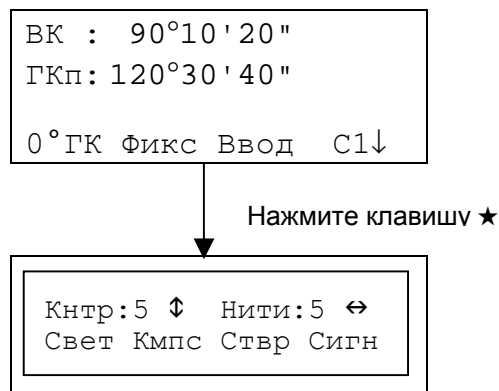 ВК : 90°10'20"
ГКп: 120°30'40"
0°ГК Фикс Ввод С1↓
Нажмите клавишу ★
Кнтр:5 ↕ Нити:5 ↔
Свет Кмпс Ствр Сигн